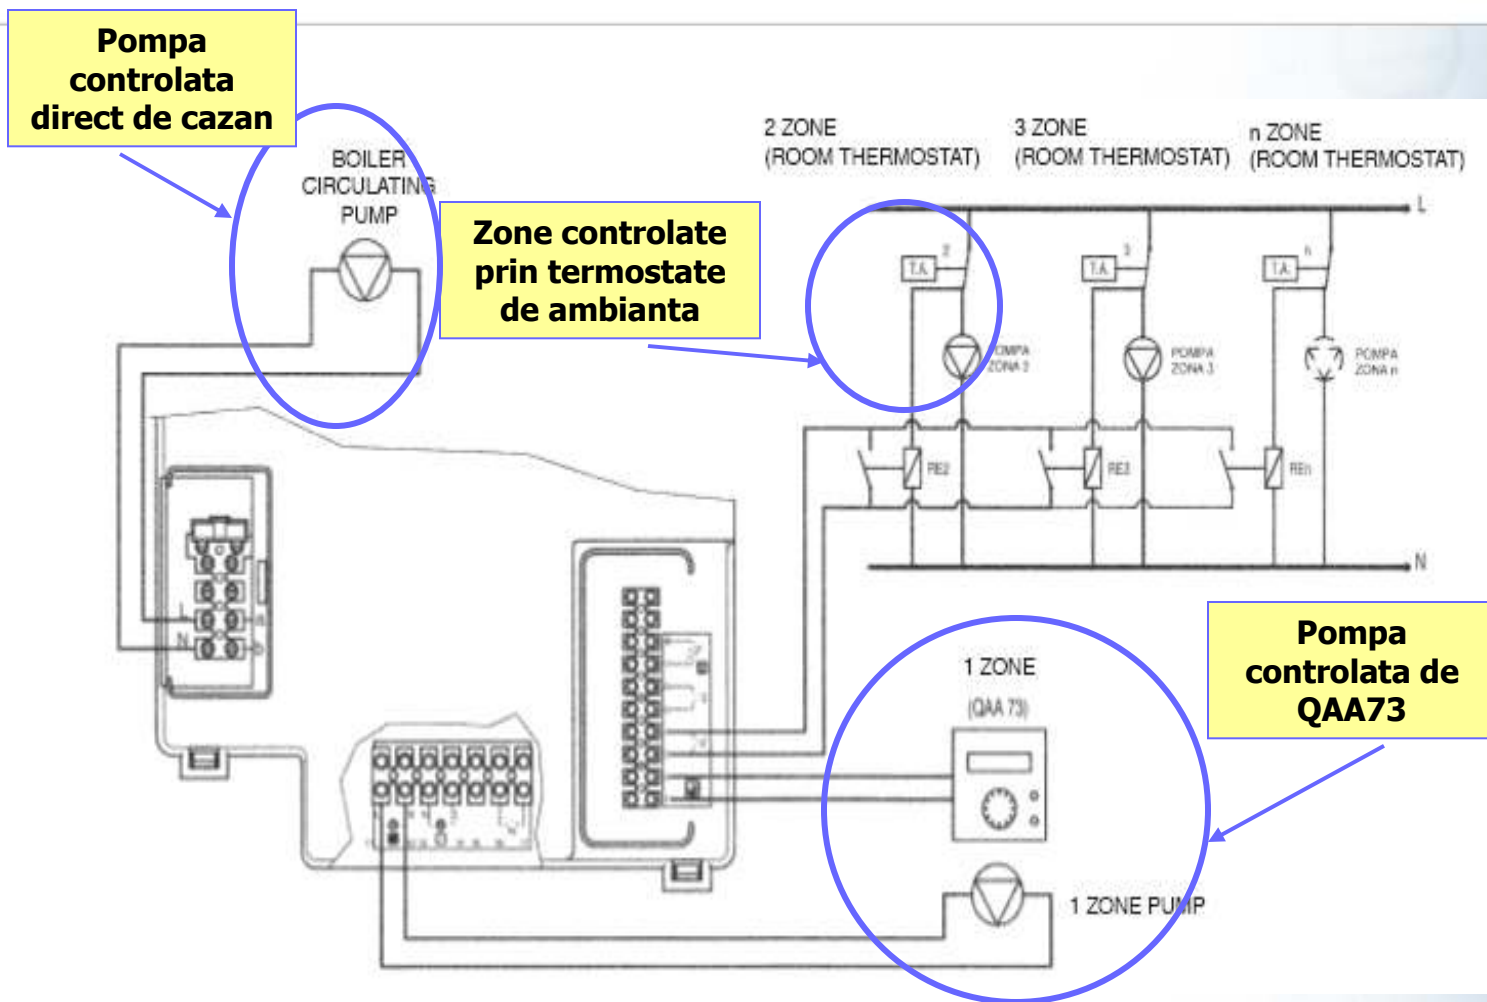 Pompa
controlata
direct de cazan
BOILER
CIRCULATING
PUMP
Zone controlate
prin termostate
de ambianta
2 ZONE
(ROOM THERMOSTAT)
3 ZONE
(ROOM THERMOSTAT)
n ZONE
(ROOM THERMOSTAT)
L
2
T.A.
3
T.A.
n
T.A.
POMPA
ZONA 2
POMPA
ZONA 3
POMPA
ZONA n
RE2
RE3
REn
N
L
N
1 ZONE
(QAA 73)
1 ZONE PUMP
Pompa
controlata de
QAA73